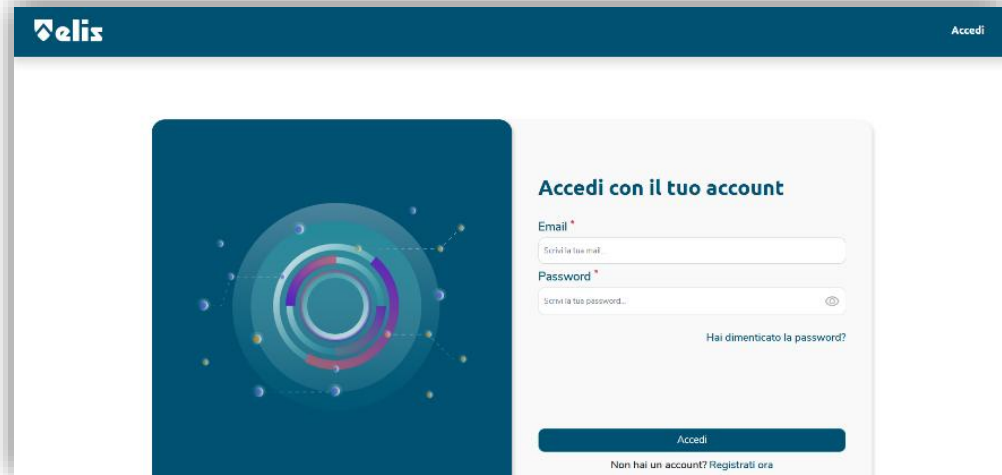 elis
Accedi
Accedi con il tuo account
Email *
Scrivi la tua mail...
Password *
Scrivi la tua password...
Hai dimenticato la password?
Accedi
Non hai un account? Registrati ora